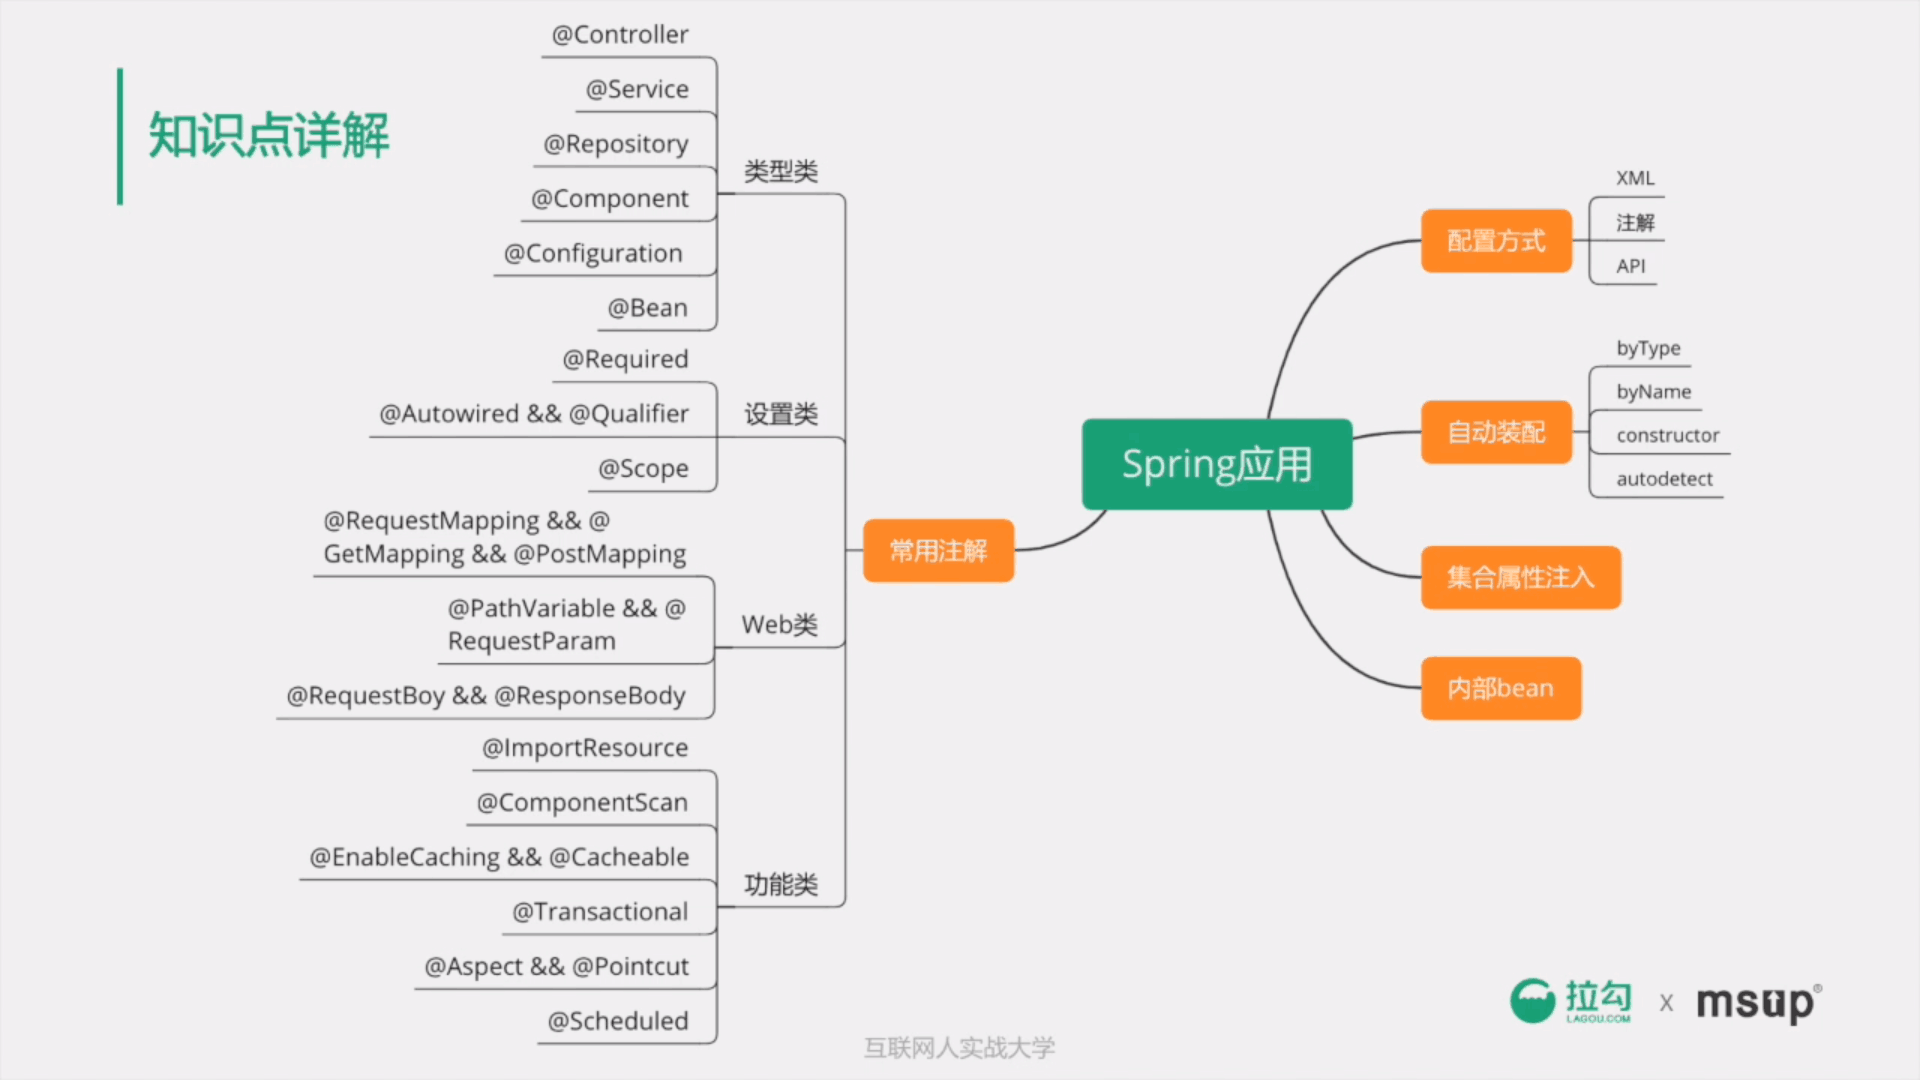 知识点详解
@Controller
@Service
@Repository
@Component
@Configuration
@Bean
类型类
@Required
@Autowired && @Qualifier
@Scope
设置类
@RequestMapping && @
GetMapping && @PostMapping
@PathVariable && @
RequestParam
@RequestBoy && @ResponseBody
Web类
@ImportResource
@ComponentScan
@EnableCaching && @Cacheable
@Transactional
@Aspect && @Pointcut
@Scheduled
功能类
常用注解
Spring应用
配置方式
XML
注解
API
自动装配
byType
byName
constructor
autodetect
集合属性注入
内部bean
拉勾
LAGOU.COM
X
msup®
互联网人实战大学